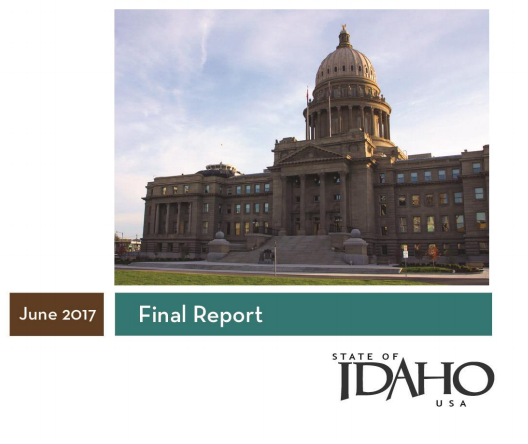 June 2017
Final Report
STATE OF
IDAHO
USA